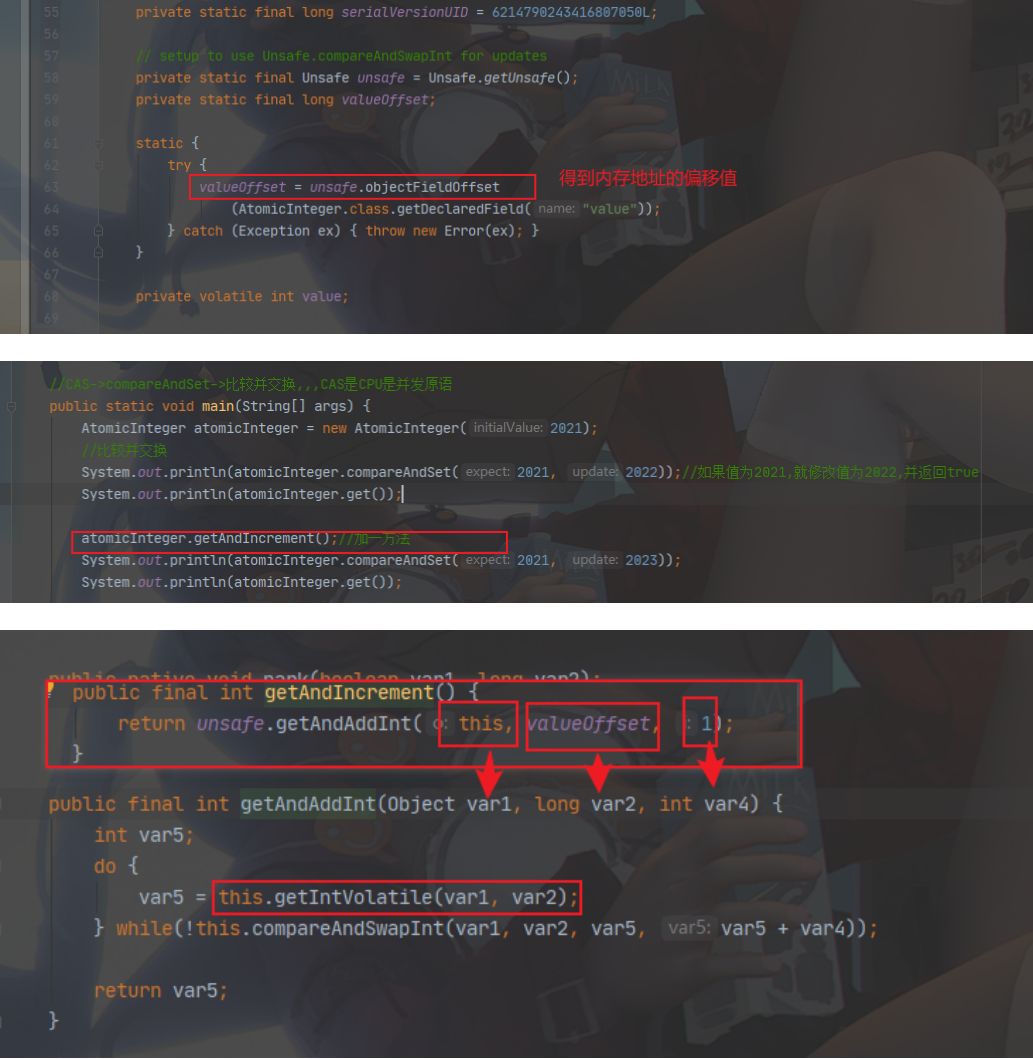 55 private static final long serialVersionUID = 6214790243416807050L;
56
57 // setup to use Unsafe.compareAndSwapInt for updates
58 private static final Unsafe unsafe = Unsafe.getUnsafe();
59 private static final long valueOffset;
60
61 static {
62 try {
63 valueOffset = unsafe.objectFieldOffset 得到内存地址的偏移值
64 (AtomicInteger.class.getDeclaredField( name: "value"));
65 } catch (Exception ex) { throw new Error(ex); }
66 }
67
68 private volatile int value;
69
//CAS->compareAndSet->比较并交换,,,CAS是CPU是并发原语
public static void main(String[] args) {
AtomicInteger atomicInteger = new AtomicInteger( initialValue: 2021);
//比较并交换
System.out.println(atomicInteger.compareAndSet( expect: 2021, update: 2022));//如果值为2021,就修改值为2022,并返回true
System.out.println(atomicInteger.get());
atomicInteger.getAndIncrement();//加一方法
System.out.println(atomicInteger.compareAndSet( expect: 2021, update: 2023));
System.out.println(atomicInteger.get());
public native void park(boolean var1, long var2);
public final int getAndIncrement() {
return unsafe.getAndAddInt( o: this, valueOffset, : 1);
}
public final int getAndAddInt(Object var1, long var2, int var4) {
int var5;
do {
var5 = this.getIntVolatile(var1, var2);
} while(!this.compareAndSwapInt(var1, var2, var5, var5: var5 + var4));
return var5;
}